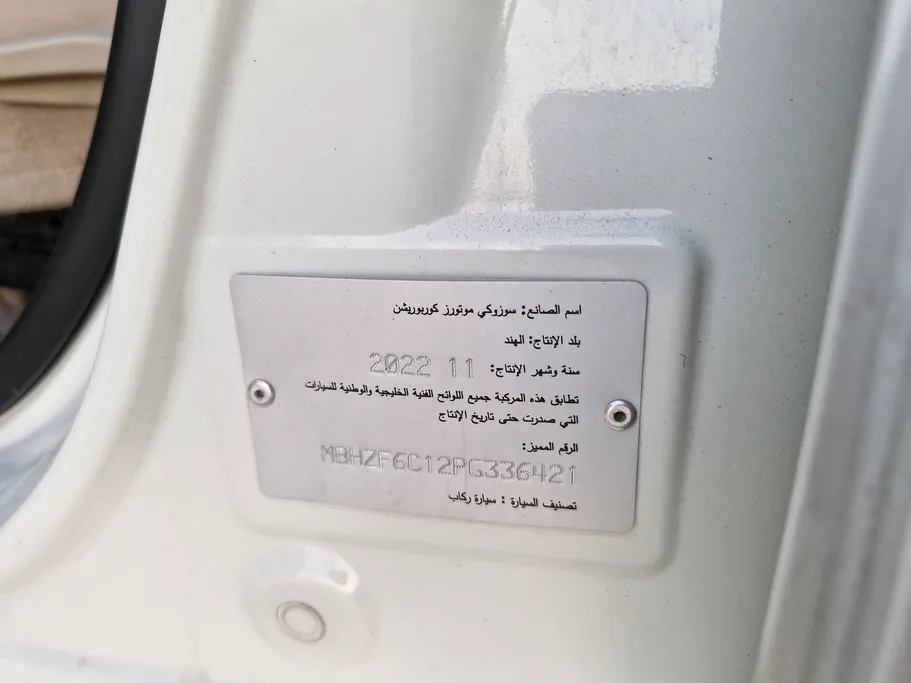 اسم الصانع: سوزوكي موتورز كوربوريشن
بلد الإنتاج: الهند
سنة وشهر الإنتاج: 2022 11
تطابق هذه المركبة جميع اللوائح الفنية الخليجية والوطنية للسيارات
التي صدرت حتى تاريخ الإنتاج
الرقم المميز:
MBHZF6C12PG336421
تصنيف السيارة : سيارة ركاب